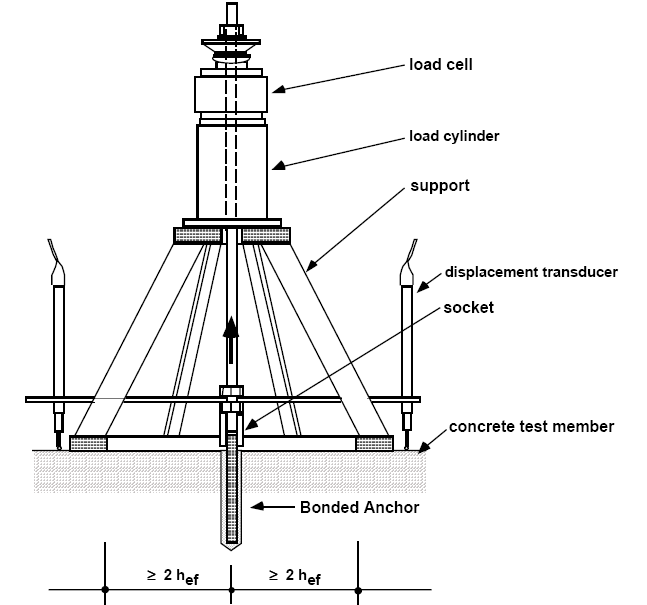 load cell
load cylinder
support
displacement transducer
socket
concrete test member
Bonded Anchor
≥ 2 hef ≥ 2 hef